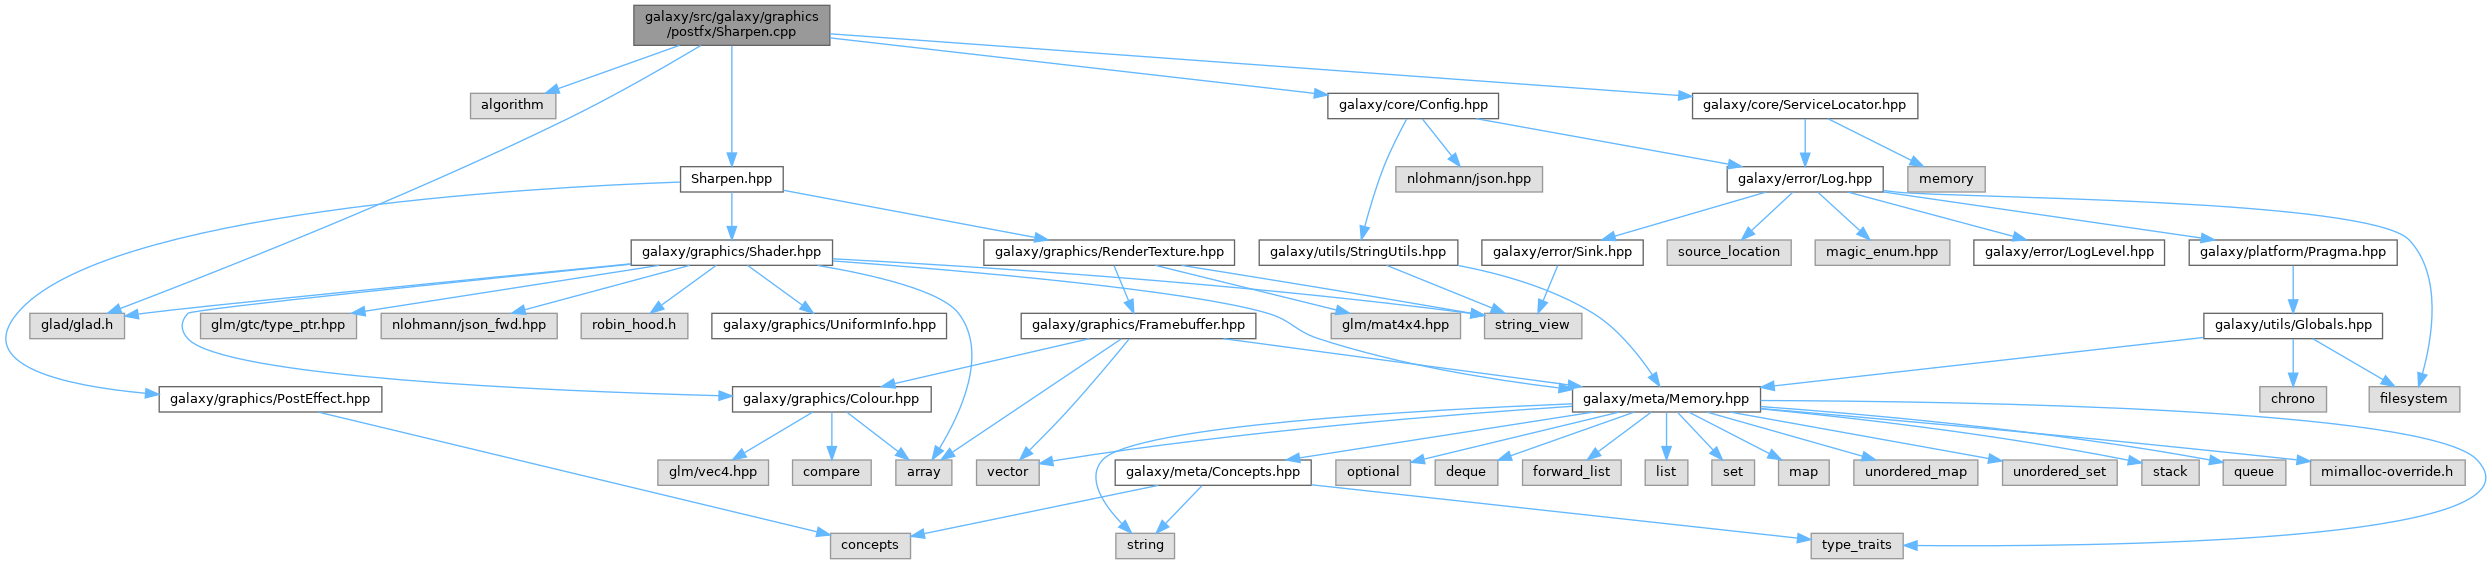 galaxy/src/galaxy/graphics
/postfx/Sharpen.cpp
algorithm
galaxy/core/Config.hpp
galaxy/core/ServiceLocator.hpp
Sharpen.hpp
nlohmann/json.hpp
galaxy/error/Log.hpp
memory
galaxy/graphics/Shader.hpp
galaxy/graphics/RenderTexture.hpp
galaxy/utils/StringUtils.hpp
galaxy/error/Sink.hpp
source_location
magic_enum.hpp
galaxy/error/LogLevel.hpp
galaxy/platform/Pragma.hpp
glad/glad.h
glm/gtc/type_ptr.hpp
nlohmann/json_fwd.hpp
robin_hood.h
galaxy/graphics/UniformInfo.hpp
galaxy/graphics/Framebuffer.hpp
glm/mat4x4.hpp
string_view
galaxy/utils/Globals.hpp
galaxy/graphics/PostEffect.hpp
galaxy/graphics/Colour.hpp
galaxy/meta/Memory.hpp
chrono
filesystem
glm/vec4.hpp
compare
array
vector
galaxy/meta/Concepts.hpp
optional
deque
forward_list
list
set
map
unordered_map
unordered_set
stack
queue
mimalloc-override.h
concepts
string
type_traits